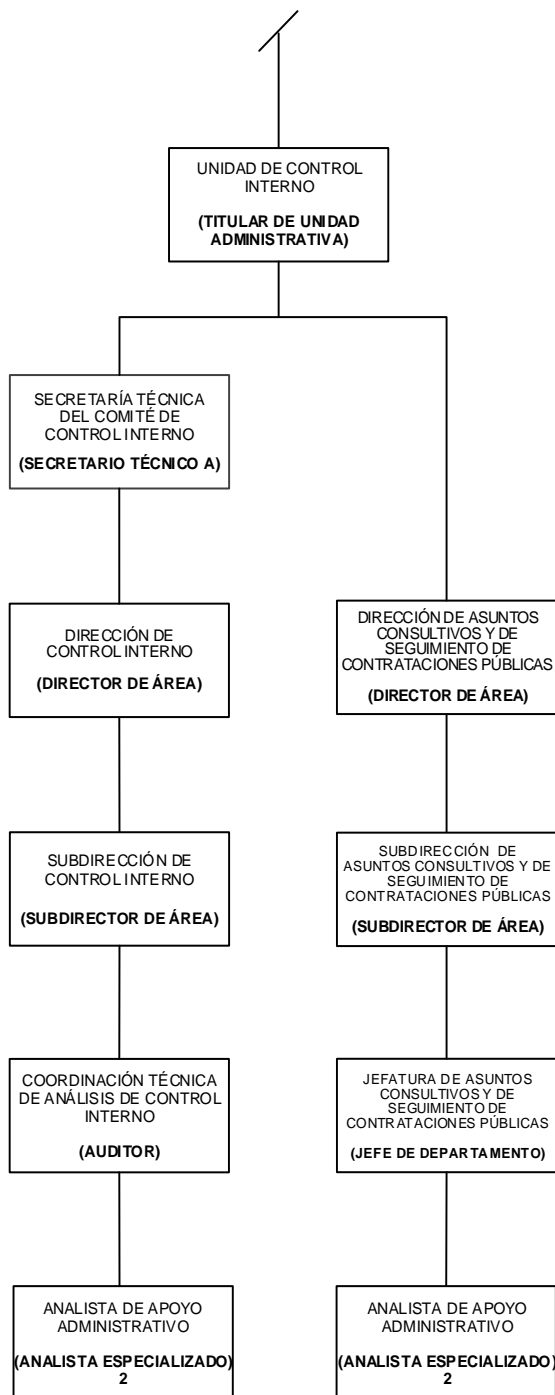 UNIDAD DE CONTROL
INTERNO
(TITULAR DE UNIDAD
ADMINISTRATIVA)
SECRETARÍA TÉCNICA
DEL COMITÉ DE
CONTROL INTERNO
(SECRETARIO TÉCNICO A)
DIRECCIÓN DE
CONTROL INTERNO
(DIRECTOR DE ÁREA)
DIRECCIÓN DE ASUNTOS
CONSULTIVOS Y DE
SEGUIMIENTO DE
CONTRATACIONES PÚBLICAS
(DIRECTOR DE ÁREA)
SUBDIRECCIÓN DE
CONTROL INTERNO
(SUBDIRECTOR DE ÁREA)
SUBDIRECCIÓN DE
ASUNTOS CONSULTIVOS Y DE
SEGUIMIENTO DE
CONTRATACIONES PÚBLICAS
(SUBDIRECTOR DE ÁREA)
COORDINACIÓN TÉCNICA
DE ANÁLISIS DE CONTROL
INTERNO
(AUDITOR)
JEFATURA DE ASUNTOS
CONSULTIVOS Y DE
SEGUIMIENTO DE
CONTRATACIONES PÚBLICAS
(JEFE DE DEPARTAMENTO)
ANALISTA DE APOYO
ADMINISTRATIVO
(ANALISTA ESPECIALIZADO)
2
ANALISTA DE APOYO
ADMINISTRATIVO
(ANALISTA ESPECIALIZADO)
2